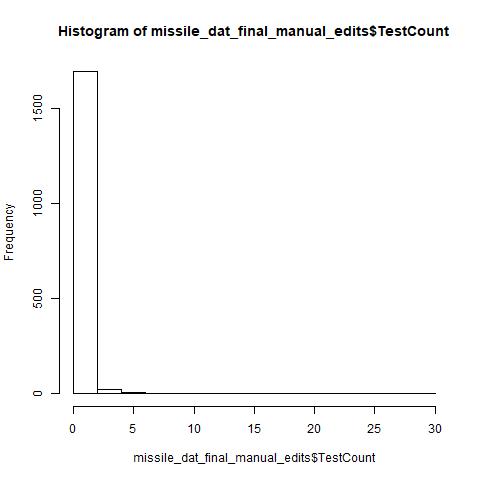 Histogram of missile_dat_final_manual_edits$TestCount
Frequency
1500
1000
500
0
0 5 10 15 20 25 30
missile_dat_final_manual_edits$TestCount